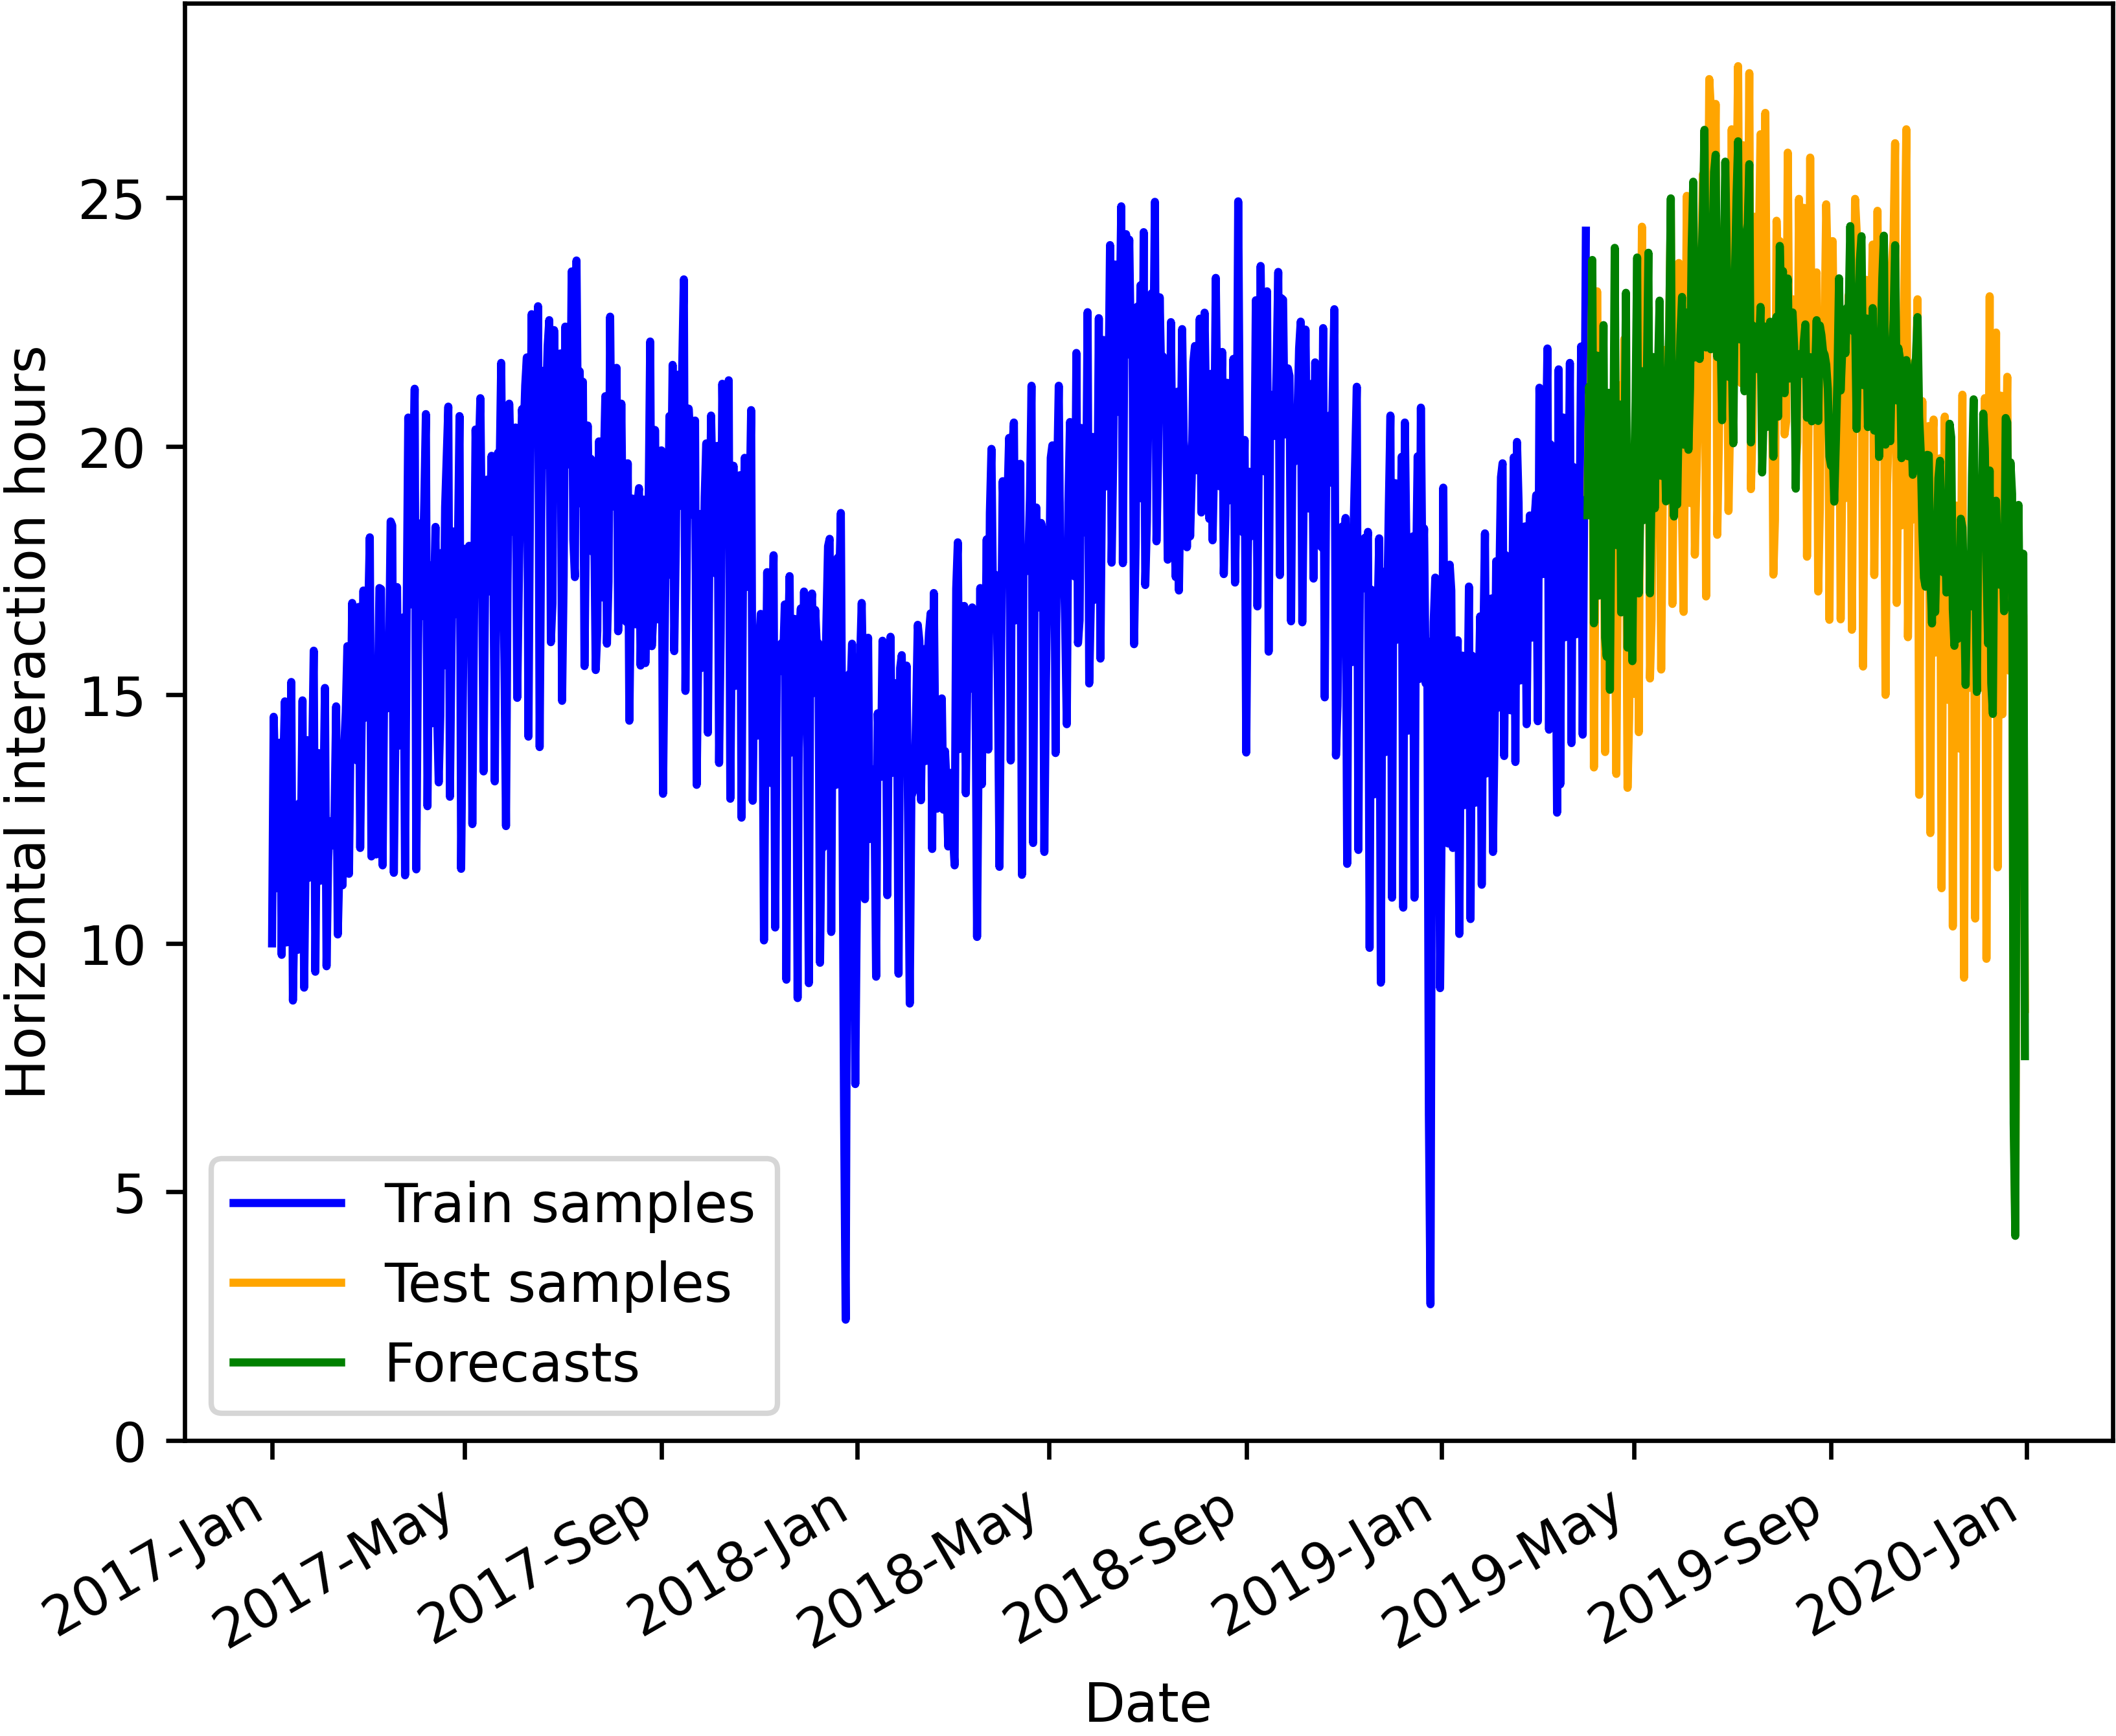 Horizontal interaction hours
25
20
15
10
5
0
Train samples
Test samples
Forecasts
2017-Jan
2017-May
2017-Sep
2018-Jan
2018-May
2018-Sep
2019-Jan
2019-May
2019-Sep
2020-Jan
Date